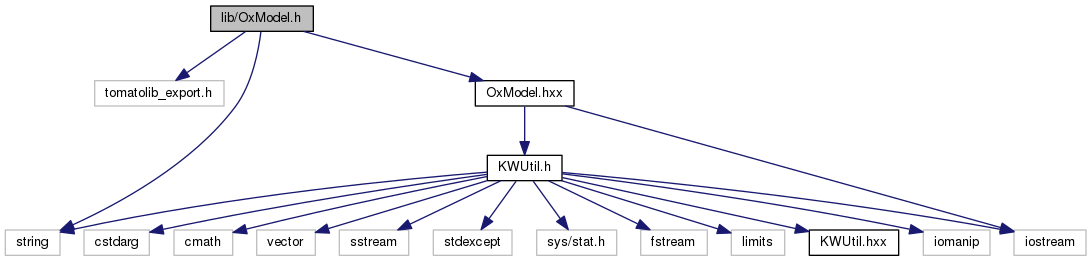 lib/OxModel.h
tomatolib_export.h
OxModel.hxx
KWUtil.h
string
cstdarg
cmath
vector
sstream
stdexcept
sys/stat.h
fstream
limits
KWUtil.hxx
iomanip
iostream